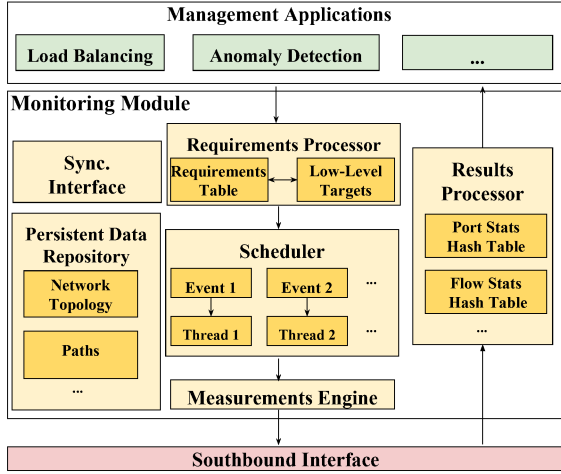 Management Applications
Load Balancing
Anomaly Detection
...
Monitoring Module
Sync.
Interface
Persistent Data
Repository
Network
Topology
Paths
...
Requirements Processor
Requirements
Table
Low-Level
Targets
Scheduler
Event 1
Event 2
...
Thread 1
Thread 2
...
Measurements Engine
Results
Processor
Port Stats
Hash Table
Flow Stats
Hash Table
...
Southbound Interface